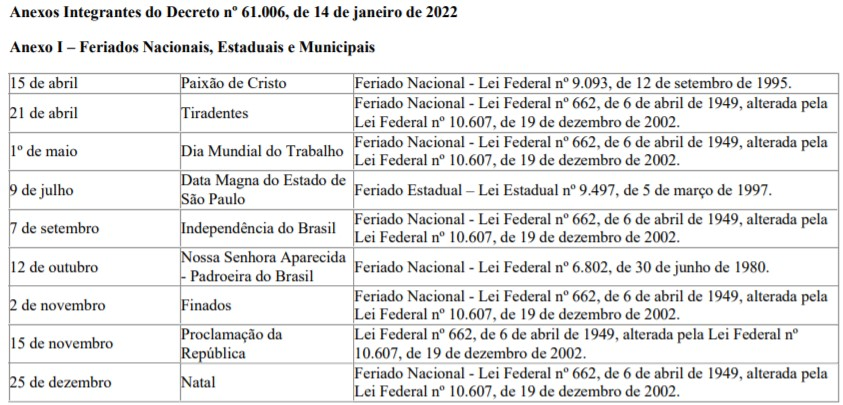 Anexos Integrantes do Decreto nº 61.006, de 14 de janeiro de 2022
Anexo I – Feriados Nacionais, Estaduais e Municipais
15 de abril Paixão de Cristo Feriado Nacional - Lei Federal nº 9.093, de 12 de setembro de 1995.
21 de abril Tiradentes Feriado Nacional - Lei Federal nº 662, de 6 de abril de 1949, alterada pela
Lei Federal nº 10.607, de 19 de dezembro de 2002.
1º de maio Dia Mundial do Trabalho Feriado Nacional - Lei Federal nº 662, de 6 de abril de 1949, alterada pela
Lei Federal nº 10.607, de 19 de dezembro de 2002.
9 de julho Data Magna do Estado de
São Paulo Feriado Estadual – Lei Estadual nº 9.497, de 5 de março de 1997.
7 de setembro Independência do Brasil Feriado Nacional - Lei Federal nº 662, de 6 de abril de 1949, alterada pela
Lei Federal nº 10.607, de 19 de dezembro de 2002.
12 de outubro Nossa Senhora Aparecida
- Padroeira do Brasil Feriado Nacional - Lei Federal nº 6.802, de 30 de junho de 1980.
2 de novembro Finados Feriado Nacional - Lei Federal nº 662, de 6 de abril de 1949, alterada pela
Lei Federal nº 10.607, de 19 de dezembro de 2002.
15 de novembro Proclamação da
República Lei Federal nº 662, de 6 de abril de 1949, alterada pela Lei Federal nº
10.607, de 19 de dezembro de 2002.
25 de dezembro Natal Feriado Nacional - Lei Federal nº 662, de 6 de abril de 1949, alterada pela
Lei Federal nº 10.607, de 19 de dezembro de 2002.